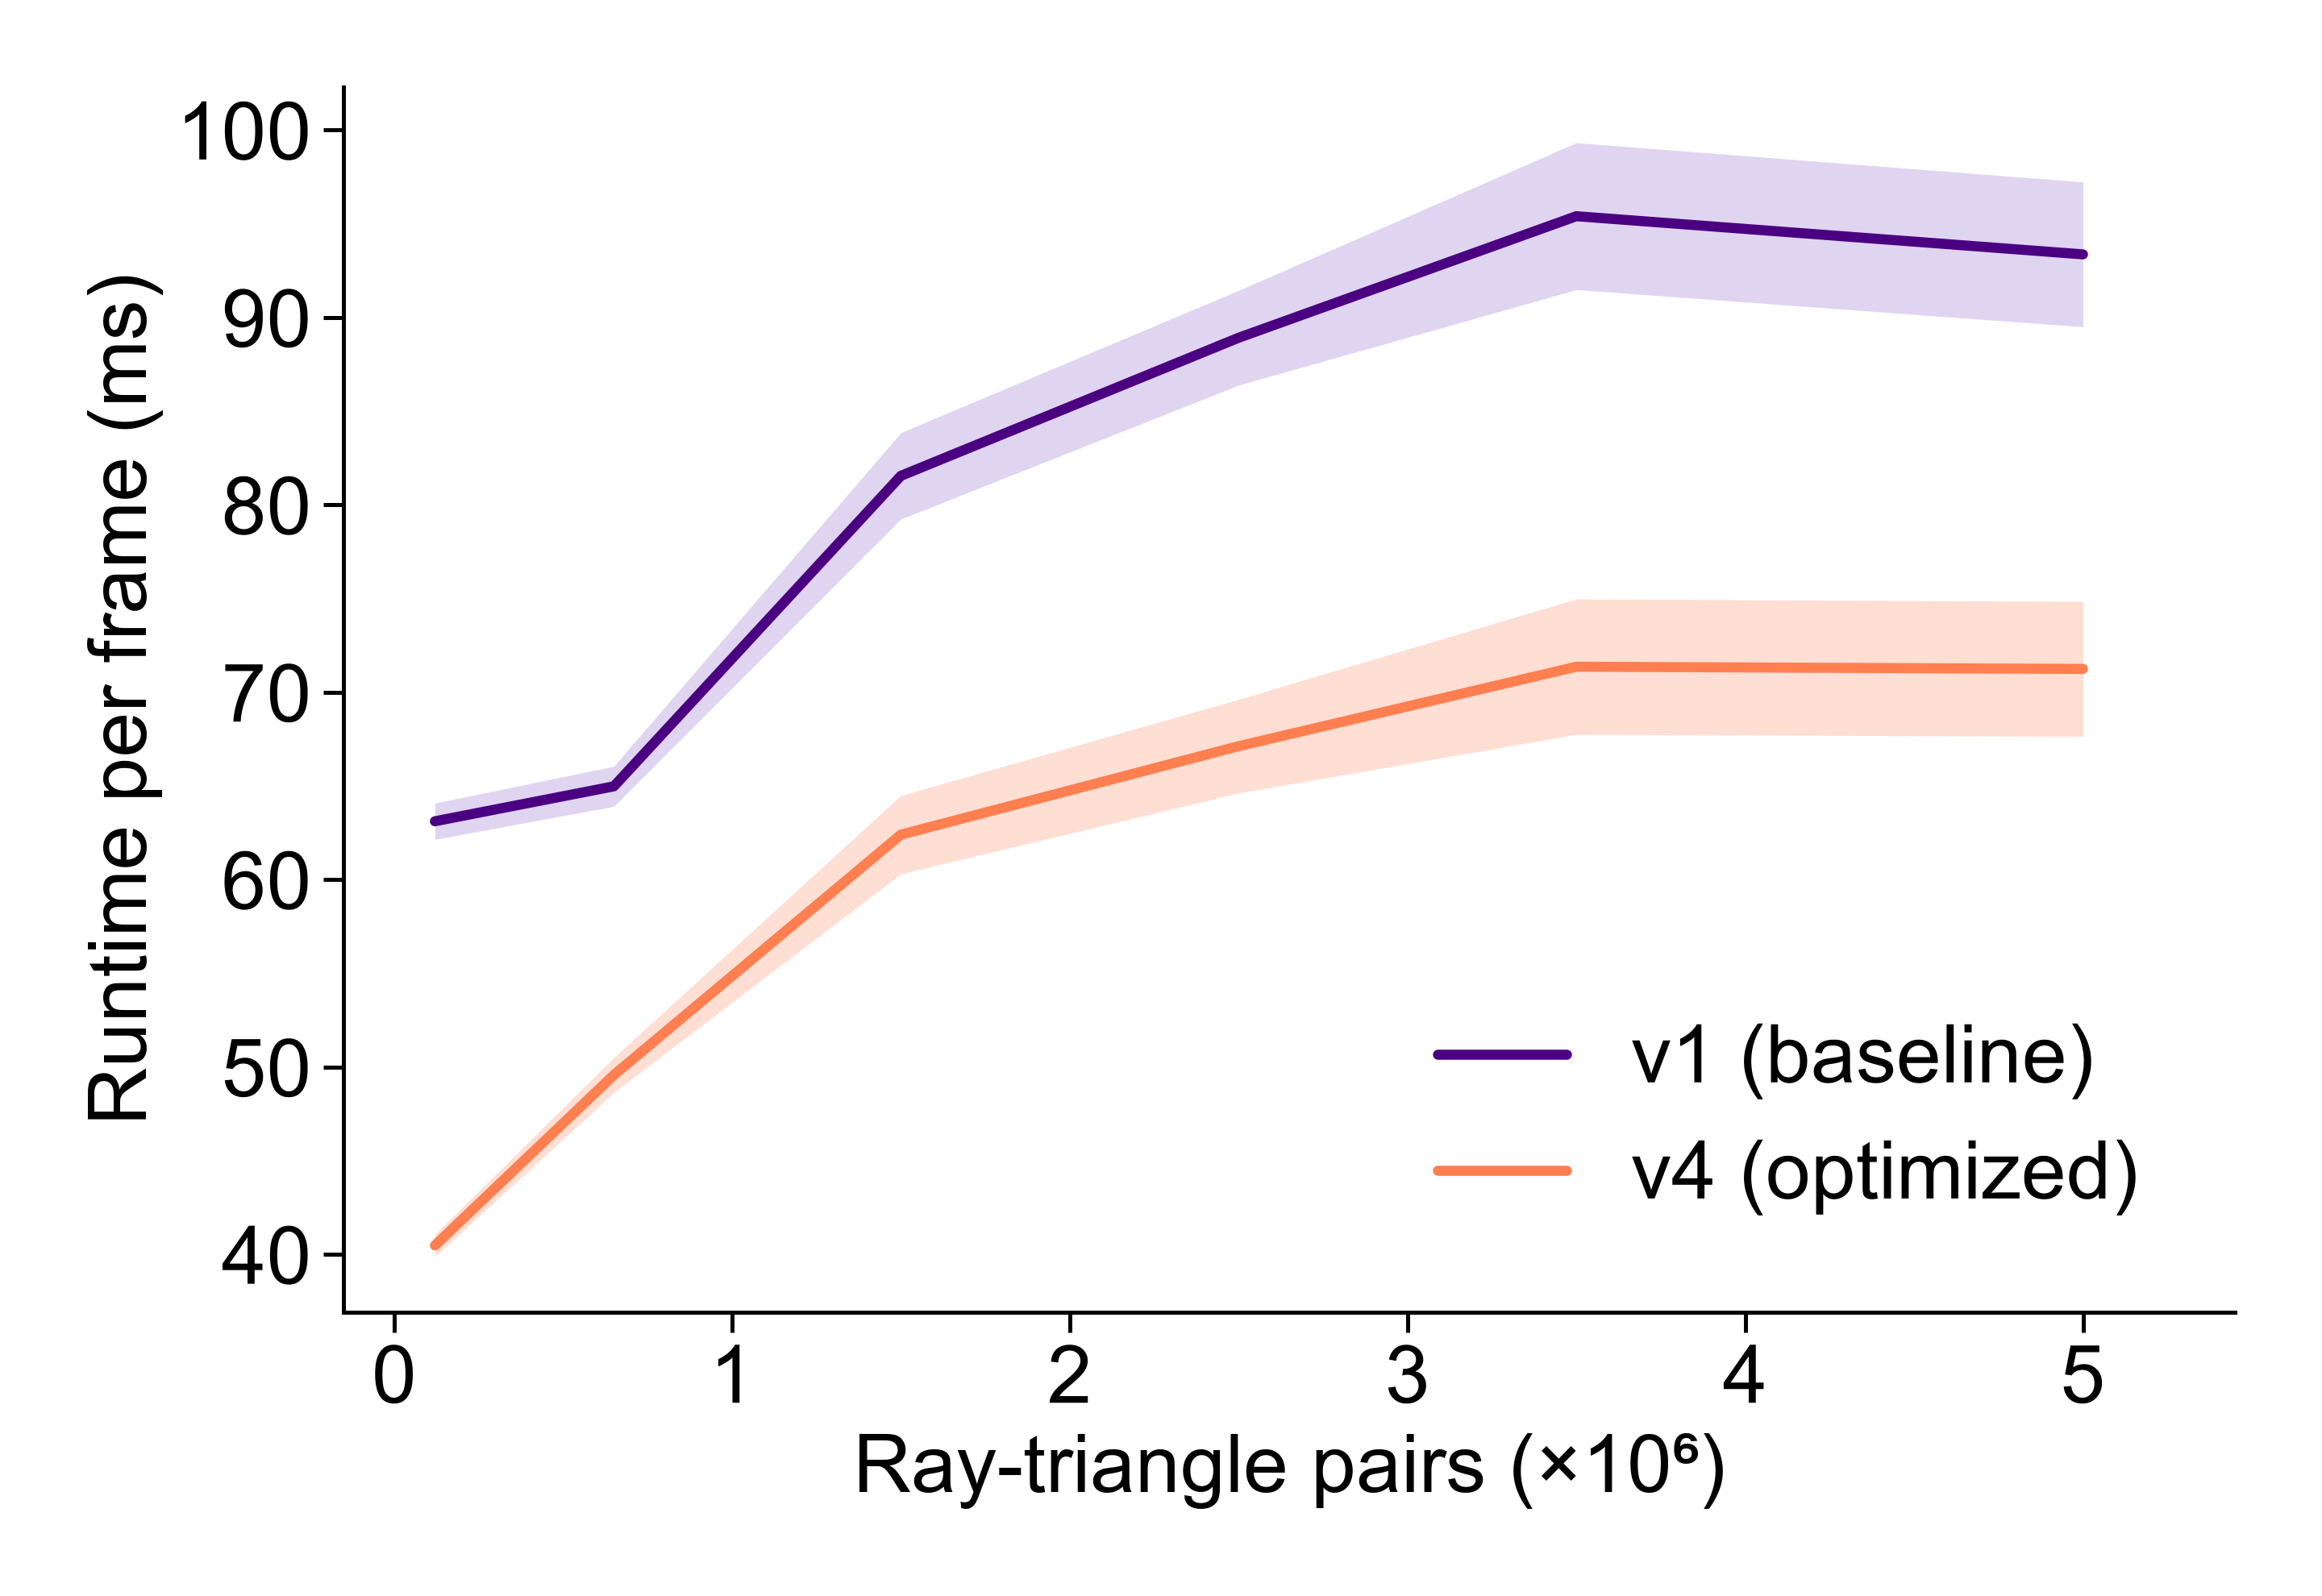 100
90
80
70
60
50
40
Runtime per frame (ms)
v1 (baseline)
v4 (optimized)
0 1 2 3 4 5
Ray-triangle pairs (×10⁶)